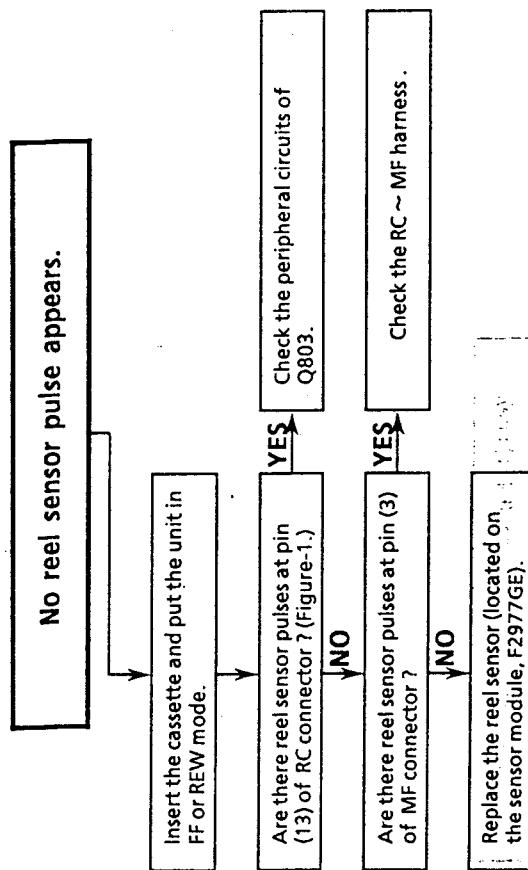 No reel sensor pulse appears.
Insert the cassette and put the unit in
FF or REW mode.
Are there reel sensor pulses at pin
(13) of RC connector ? (Figure-1.)
YES
Check the peripheral circuits of
Q803.
NO
Are there reel sensor pulses at pin (3)
of MF connector ?
YES
Check the RC ~ MF harness .
NO
Replace the reel sensor (located on
the sensor module, F2977GE).